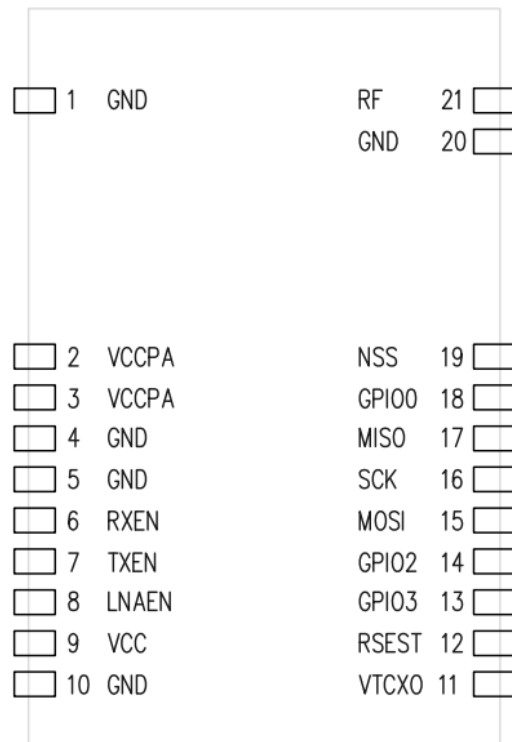 1 GND RF 21
GND 20
2 VCCPA NSS 19
3 VCCPA GPIO0 18
4 GND MISO 17
5 GND SCK 16
6 RXEN MOSI 15
7 TXEN GPIO2 14
8 LNAEN GPIO3 13
9 VCC RSEST 12
10 GND VTCXO 11